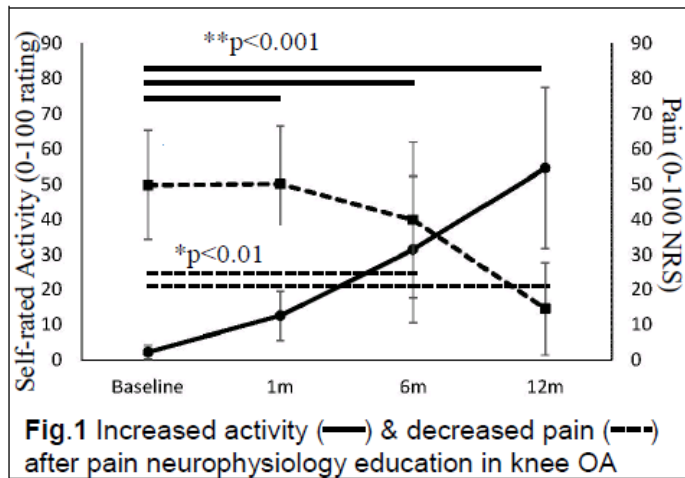 **p<0.001
90
80
70
60
50
40
30
20
10
0
Self-rated Activity (0-100 rating)
90
80
70
60
50
40
30
20
10
0
Pain (0-100 NRS)
*p<0.01
Baseline 1m 6m 12m
Fig.1 Increased activity (—) & decreased pain (---)
after pain neurophysiology education in knee OA